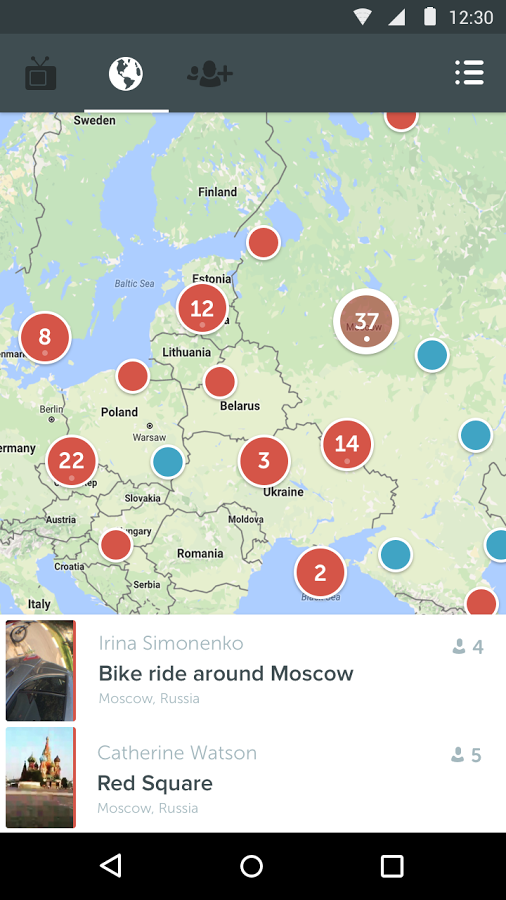 12:30
Sweden
Finland
Baltic Sea
Estonia
12
37
8
Lithuania
Belarus
Berlin
Poland
Warsaw
22
3
14
Slovakia
Ukraine
Austria
Moldova
Croatia
Romania
Serbia
2
Italy
Irina Simonenko
4
Bike ride around Moscow
Moscow, Russia
Catherine Watson
5
Red Square
Moscow, Russia